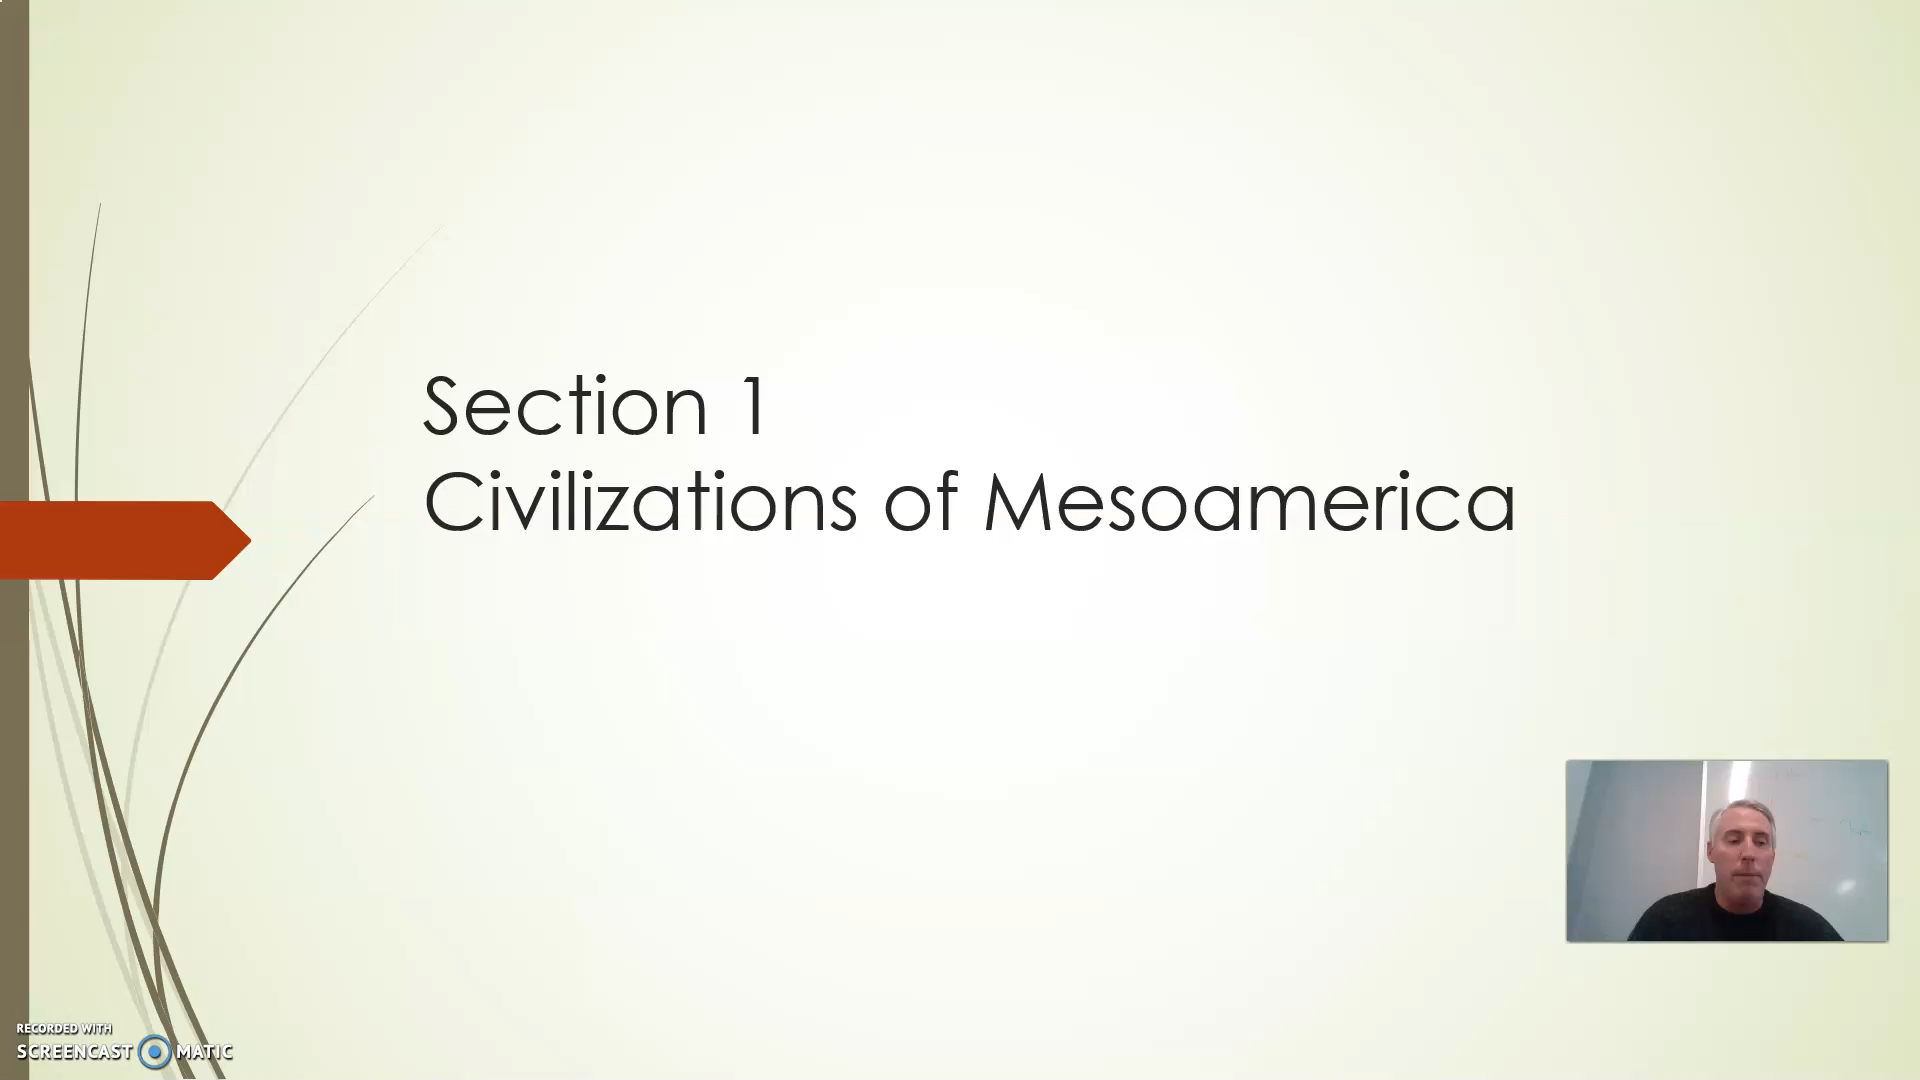 Section 1
Civilizations of Mesoamerica
RECORDED WITH
SCREENCAST MATIC